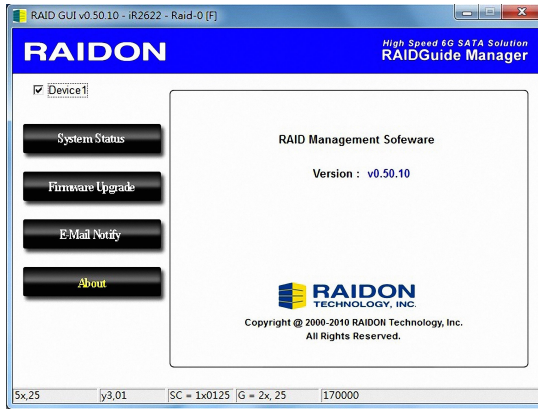 RAID GUI v0.50.10 - iR2622 - Raid-0 [F]
RAIDON
High Speed 6G SATA Solution
RAIDGuide Manager
Device1
System Status
Firmware Upgrade
E-Mail Notify
About
RAID Management Sofeware
Version : v0.50.10
RAIDON
TECHNOLOGY, INC.
Copyright @ 2000-2010 RAIDON Technology, Inc.
All Rights Reserved.
5x,25 y3,01 SC = 1x0125 G = 2x, 25 170000